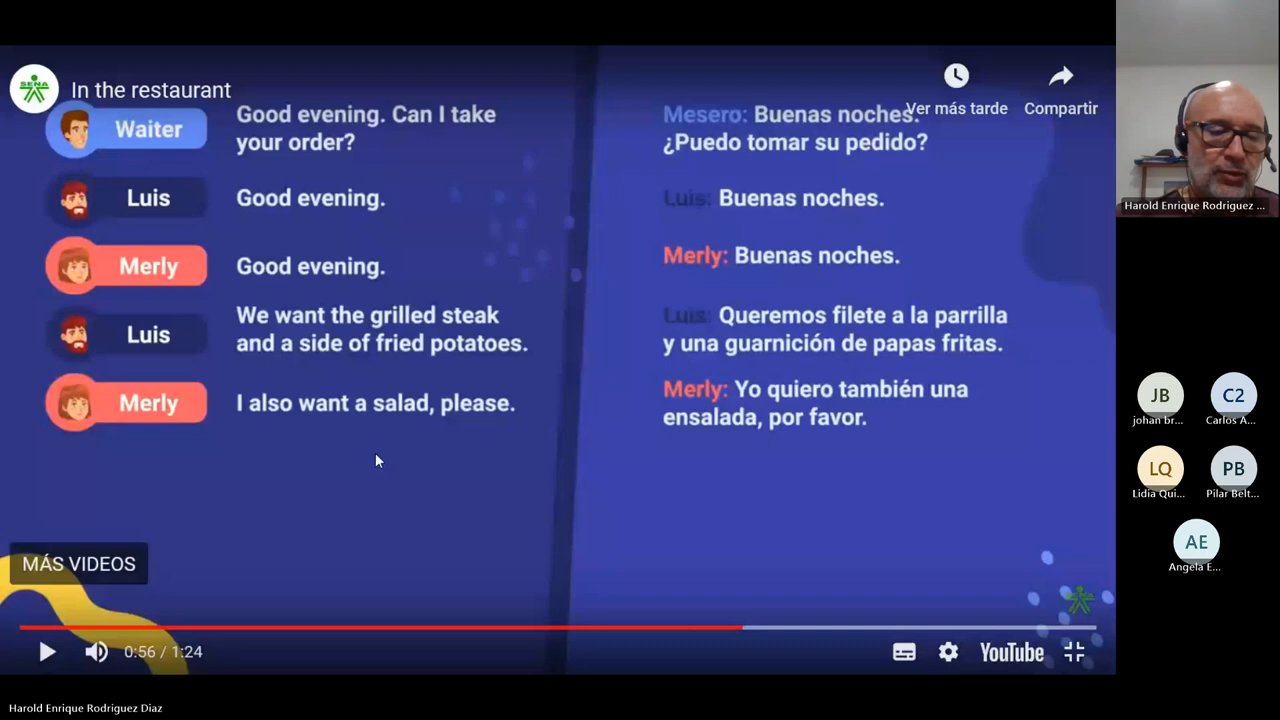 SENA
In the restaurant
Ver más tarde
Compartir
Waiter
Good evening. Can I take
your order?
Mesero: Buenas noches.
¿Puedo tomar su pedido?
Luis
Good evening.
Luis: Buenas noches.
Merly
Good evening.
Merly: Buenas noches.
Luis
We want the grilled steak
and a side of fried potatoes.
Luis: Queremos filete a la parrilla
y una guarnición de papas fritas.
Merly
I also want a salad, please.
Merly: Yo quiero también una
ensalada, por favor.
MÁS VIDEOS
0:56 / 1:24
YouTube
Harold Enrique Rodriguez Diaz
Harold Enrique Rodriguez ...
JB
johan br...
C2
Carlos A...
LQ
Lidia Qui...
PB
Pilar Belt...
AE
Angela E...